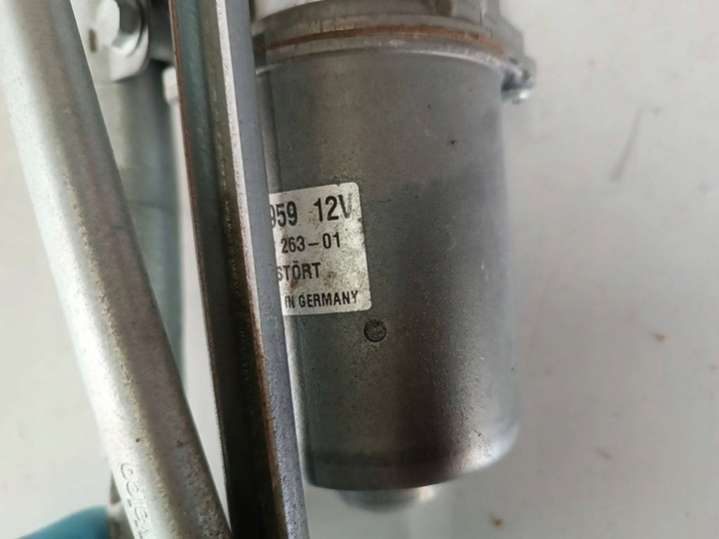 959 12V
263-01
STÖRT
IN GERMANY